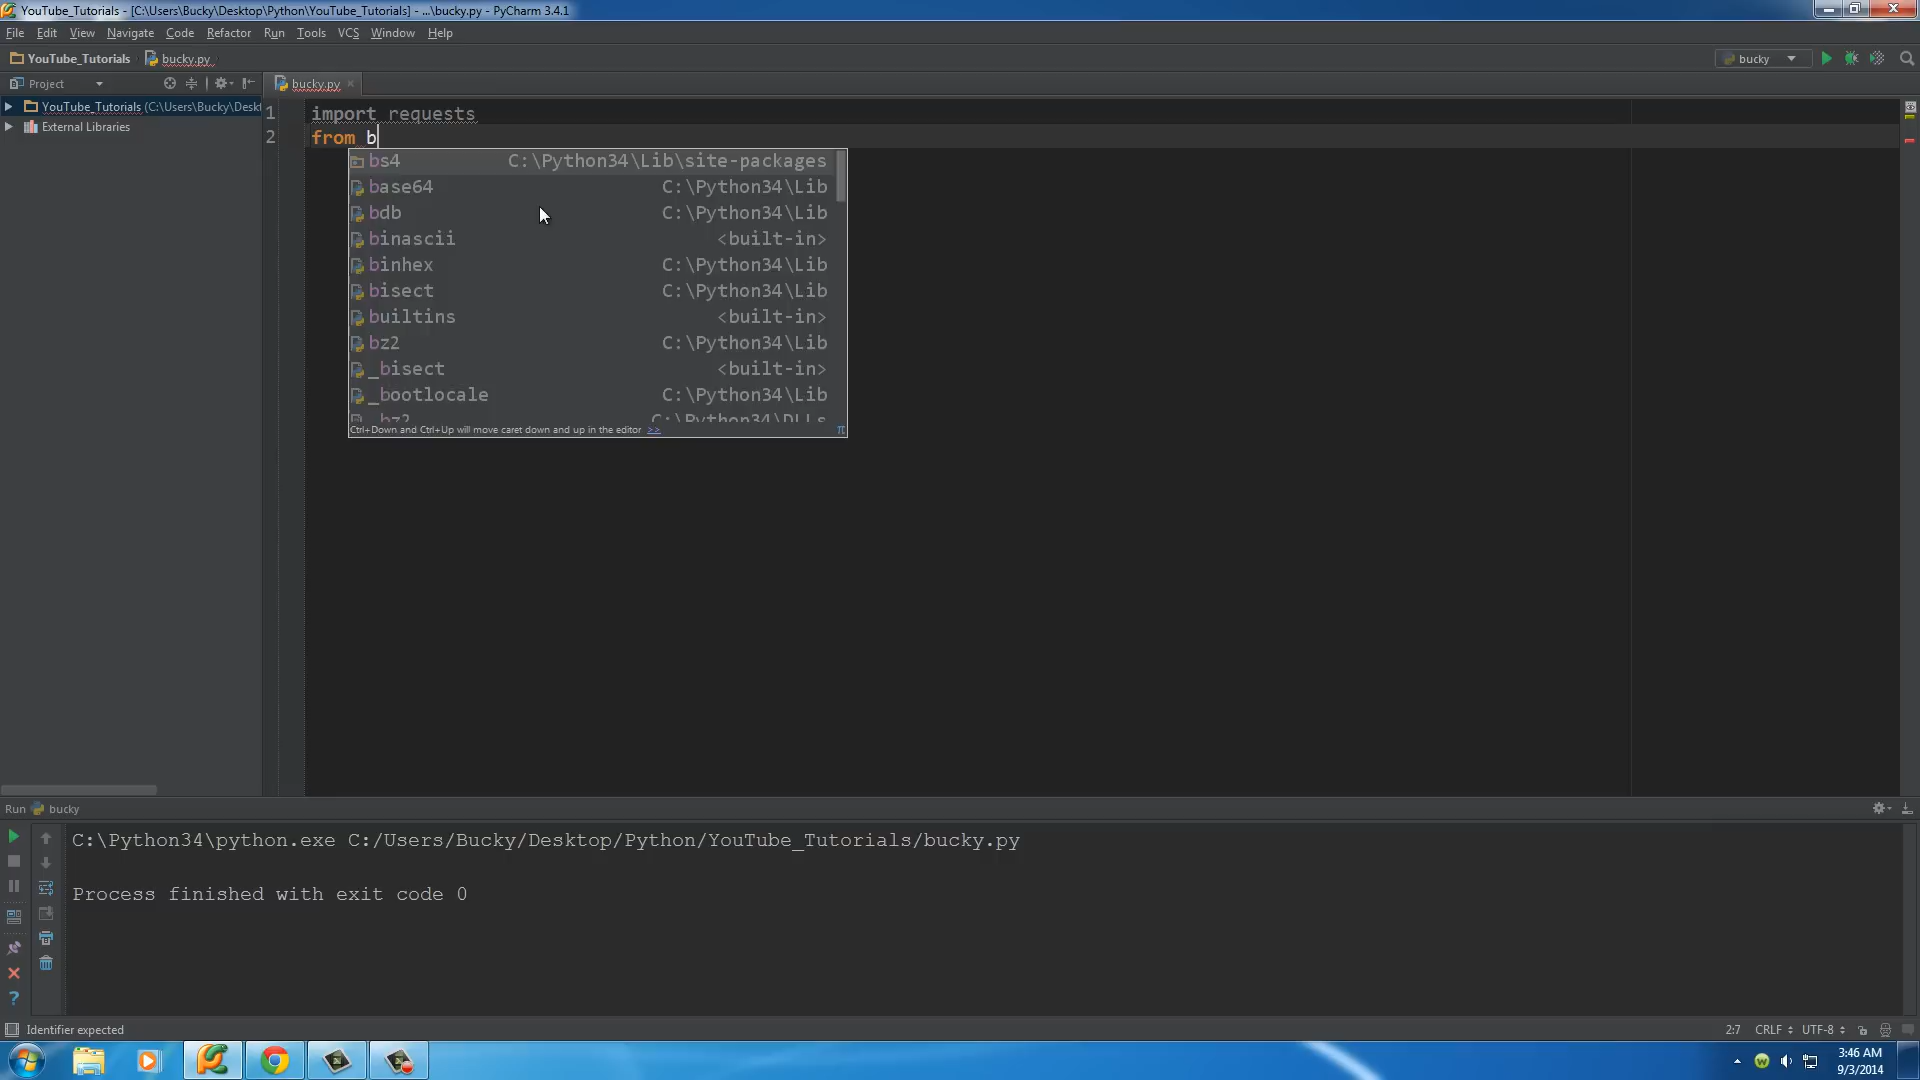 YouTube_Tutorials - [C:\Users\Bucky\Desktop\Python\YouTube_Tutorials] - ...\bucky.py - PyCharm 3.4.1
File Edit View Navigate Code Refactor Run Tools VCS Window Help
YouTube_Tutorials bucky.py bucky
Project bucky.py
YouTube_Tutorials (C:\Users\Bucky\Deskt
External Libraries
1 import requests
2 from b
bs4 C:\Python34\Lib\site-packages
base64 C:\Python34\Lib
bdb C:\Python34\Lib
binascii <built-in>
binhex C:\Python34\Lib
bisect C:\Python34\Lib
builtins <built-in>
bz2 C:\Python34\Lib
_bisect <built-in>
_bootlocale C:\Python34\Lib
_bz2 C:\Python34\DLLs
Ctrl+Down and Ctrl+Up will move caret down and up in the editor >> π
Run bucky
C:\Python34\python.exe C:/Users/Bucky/Desktop/Python/YouTube_Tutorials/bucky.py
Process finished with exit code 0
Identifier expected 2:7 CRLF UTF-8
3:46 AM
9/3/2014